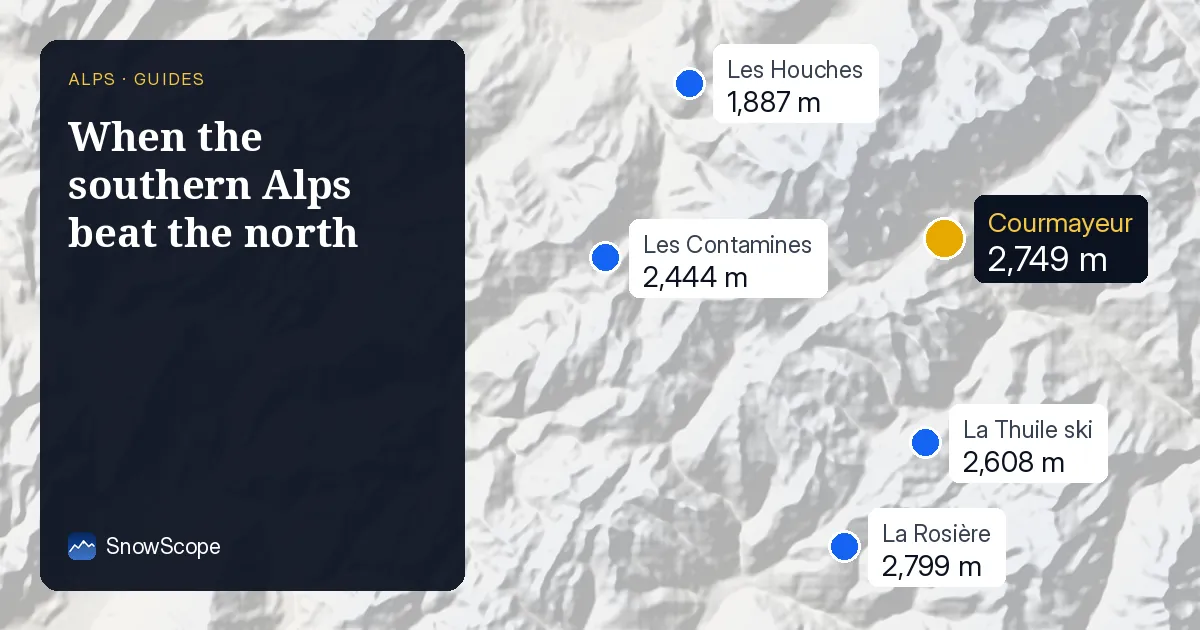 ALPS · GUIDES
When the
southern Alps
beat the north
SnowScope
Les Houches
1,887 m
Les Contamines
2,444 m
Courmayeur
2,749 m
La Thuile ski
2,608 m
La Rosière
2,799 m